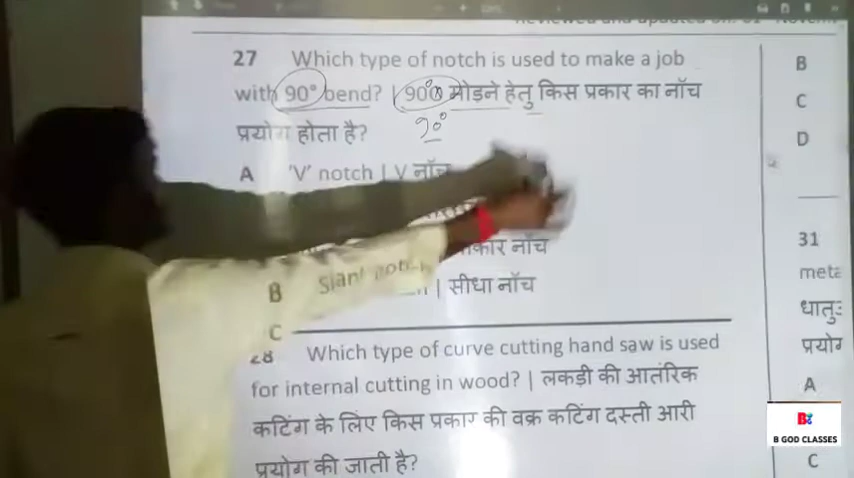 27 Which type of notch is used to make a job
with 90° bend? | 90° मोड़ने हेतु किस प्रकार का नॉच
प्रयोग होता है?
90°
A 'V' notch | V नॉच
नॉच
B Slant
| सीधा नॉच
C
28 Which type of curve cutting hand saw is used
for internal cutting in wood? | लकडी की आतंरिक
कटिंग के लिए किस प्रकार की वक्र कटिंग दस्ती आरी
प्रयोग की जाती है?
B
C
D
31
meta
धातु
प्रयोग
A
C
B GOD CLASSES